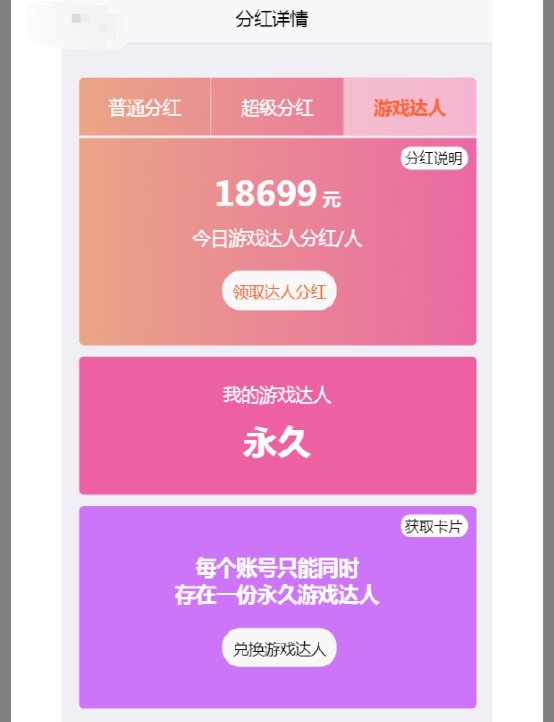 分红详情
普通分红
超级分红
游戏达人
分红说明
18699 元
今日游戏达人分红/人
领取达人分红
我的游戏达人
永久
获取卡片
每个账号只能同时
存在一份永久游戏达人
兑换游戏达人